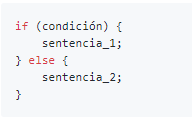 if (condición) {
    sentencia_1;
} else {
    sentencia_2;
}